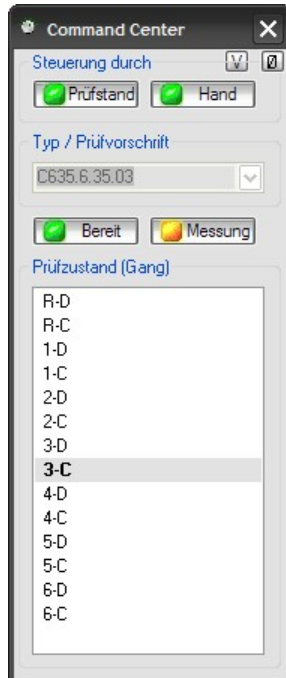 Command Center
Steuerung durch V 0
Prüfstand Hand
Typ / Prüfvorschrift
C635.6.35.03
Bereit Messung
Prüfzustand (Gang)
R-D
R-C
1-D
1-C
2-D
2-C
3-D
3-C
4-D
4-C
5-D
5-C
6-D
6-C